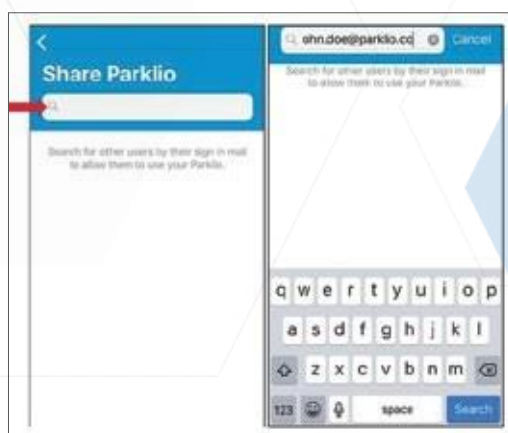 Share Parklio
Search for other users by their sign in mail
to allow them to use your Parklio.
ohn.doe@parklio.cc Cancel
Search for other users by their sign in mail
to allow them to use your Parklio.
q w e r t y u i o p
a s d f g h j k l
z x c v b n m
123 space Search